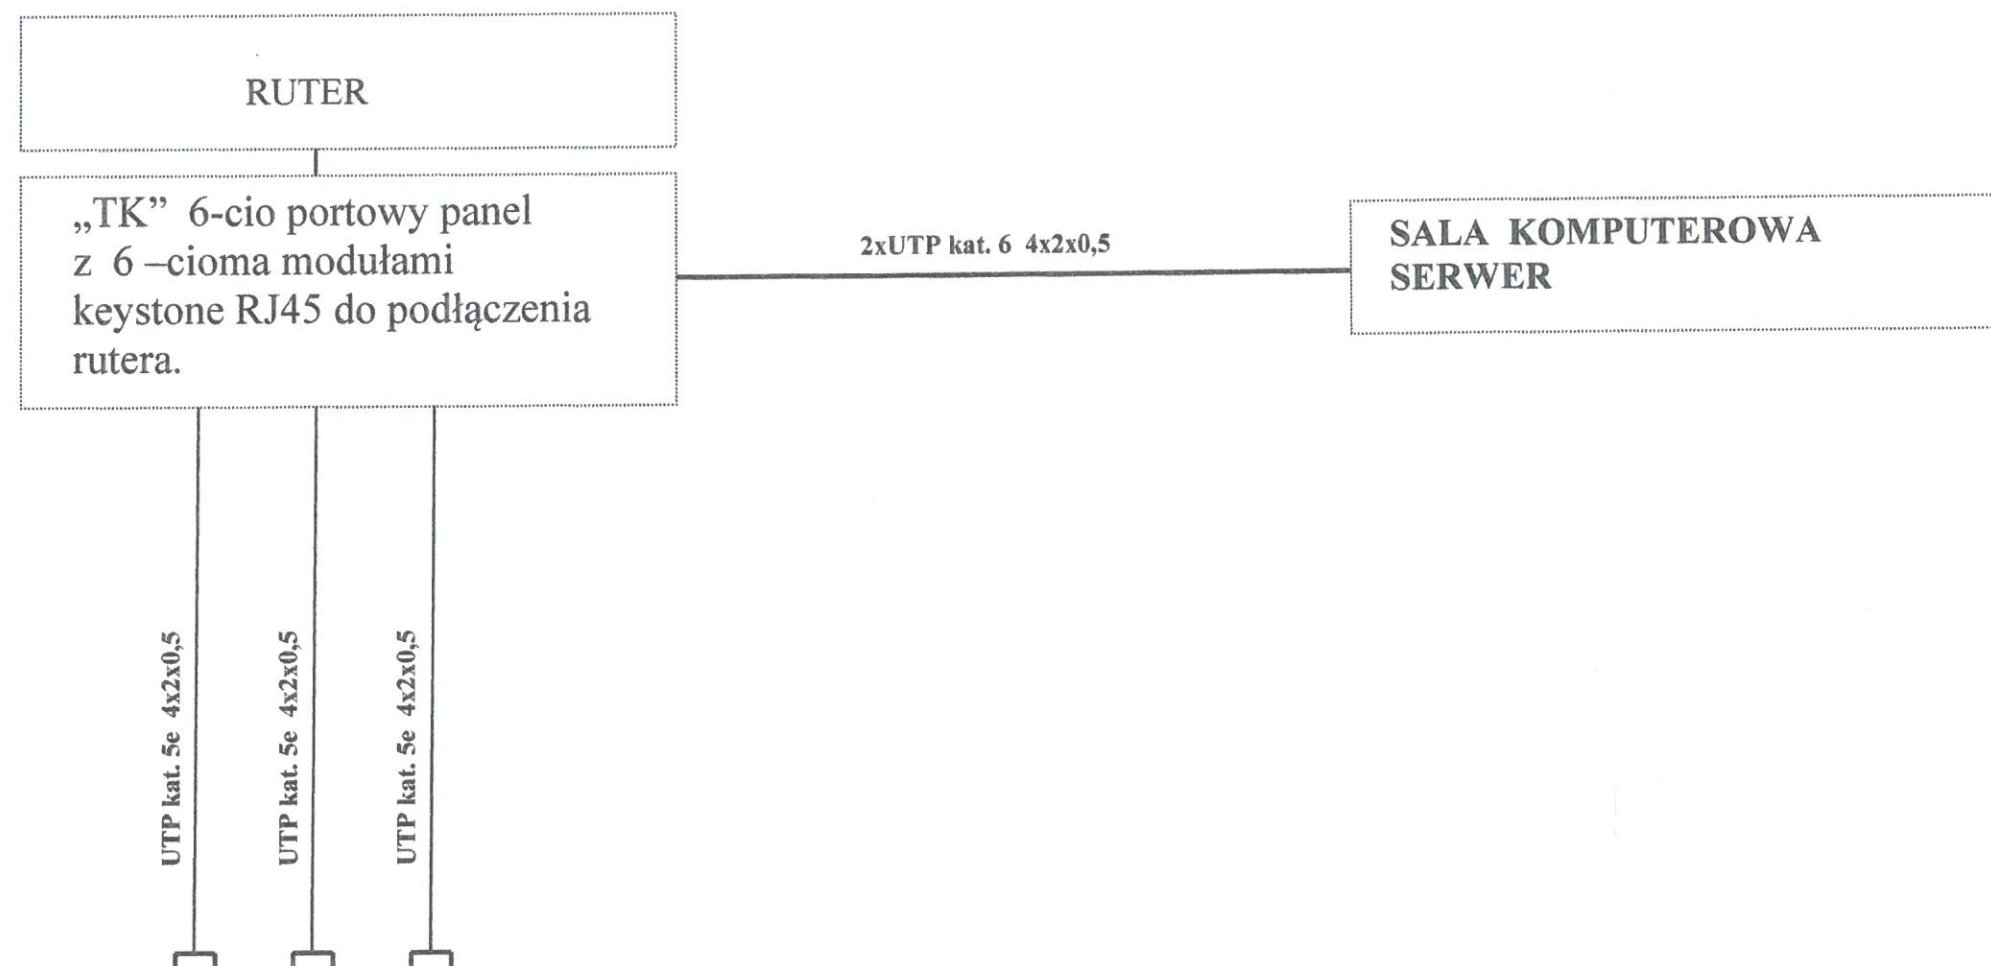 RUTER
„TK” 6-cio portowy panel
z 6 –cioma modułami
keystone RJ45 do podłączenia
rutera.
2xUTP kat. 6 4x2x0,5
SALA KOMPUTEROWA
SERWER
UTP kat. 5e 4x2x0,5
UTP kat. 5e 4x2x0,5
UTP kat. 5e 4x2x0,5